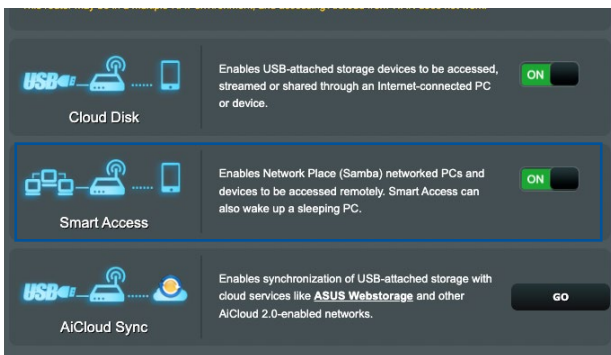 USB
Enables USB-attached storage devices to be accessed,
streamed or shared through an Internet-connected PC
or device.
ON
Cloud Disk
Enables Network Place (Samba) networked PCs and
devices to be accessed remotely. Smart Access can
also wake up a sleeping PC.
ON
Smart Access
USB
Enables synchronization of USB-attached storage with
cloud services like ASUS Webstorage and other
AiCloud 2.0-enabled networks.
GO
AiCloud Sync